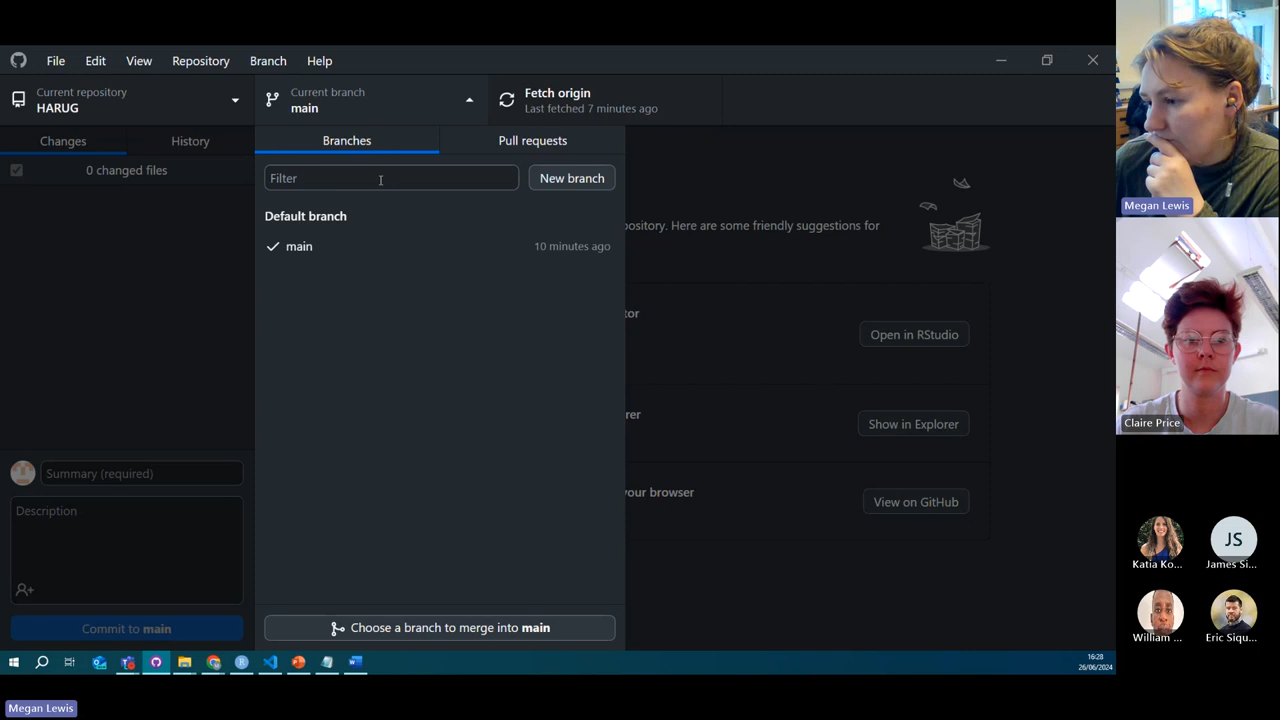 File Edit View Repository Branch Help
Current repository
HARUG
Current branch
main
Fetch origin
Last fetched 7 minutes ago
Changes History
0 changed files
Branches Pull requests
Filter
New branch
Default branch
main 10 minutes ago
pository. Here are some friendly suggestions for
tor
Open in RStudio
rer
Show in Explorer
your browser
View on GitHub
Summary (required)
Description
Commit to main
Choose a branch to merge into main
16:28
26/06/2024
Megan Lewis
Claire Price
Katia Ko...
JS
James Si...
William ...
Eric Siqu...
Megan Lewis